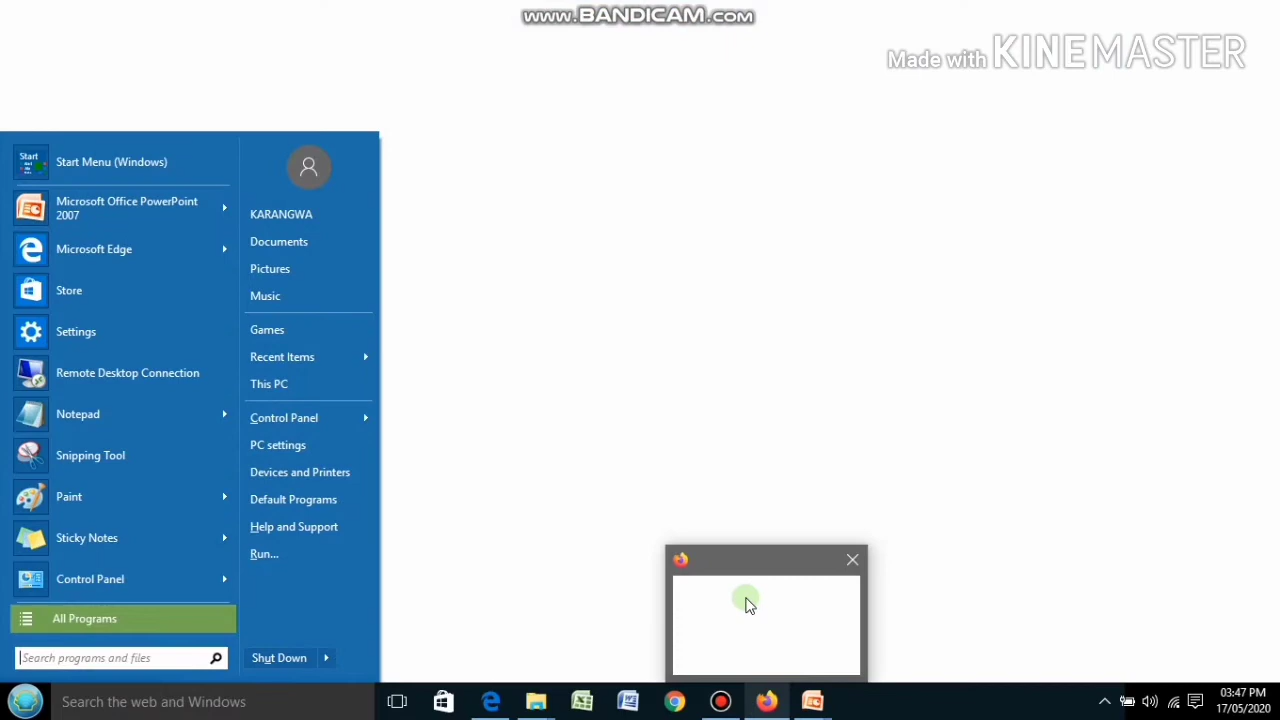 www.BANDICAM.com
Made with KINEMASTER
Start
Start Menu (Windows)
Microsoft Office PowerPoint
2007
Microsoft Edge
Store
Settings
Remote Desktop Connection
Notepad
Snipping Tool
Paint
Sticky Notes
Control Panel
All Programs
Search programs and files
KARANGWA
Documents
Pictures
Music
Games
Recent Items
This PC
Control Panel
PC settings
Devices and Printers
Default Programs
Help and Support
Run...
Shut Down
Search the web and Windows
03:47 PM
17/05/2020